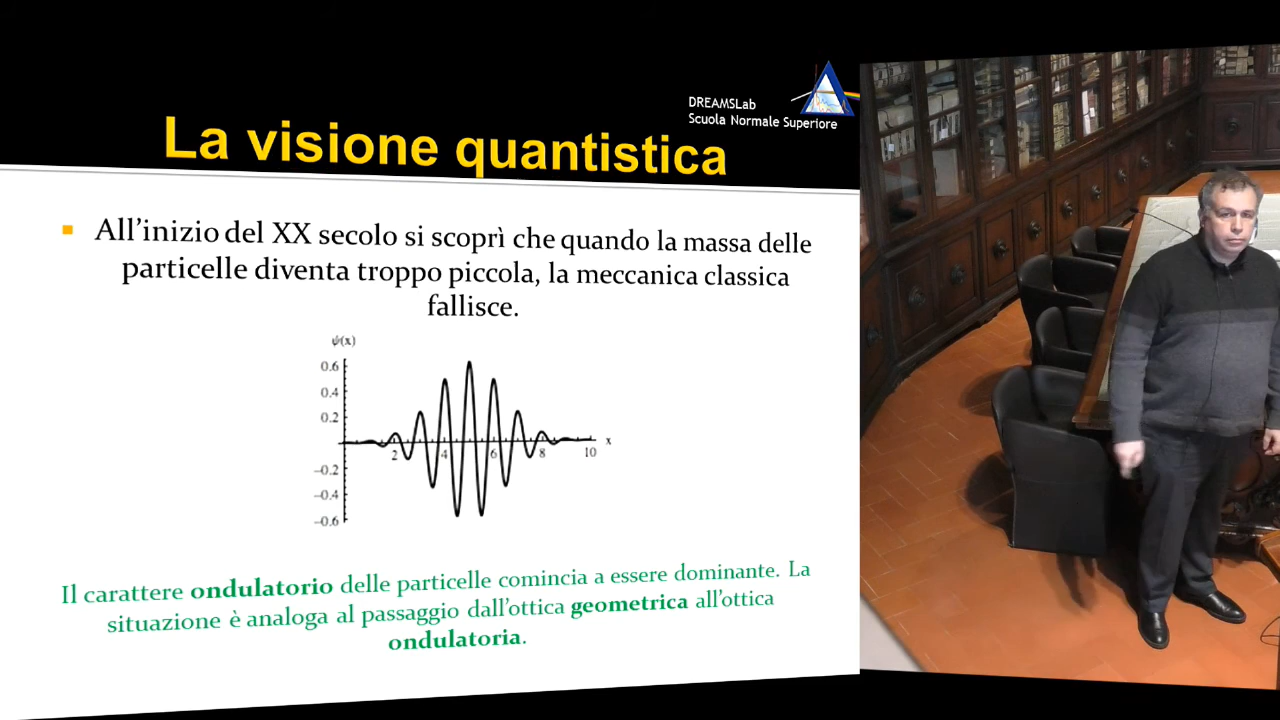 DREAMSLab
Scuola Normale Superiore
La visione quantistica
All'inizio del XX secolo si scoprì che quando la massa delle
particelle diventa troppo piccola, la meccanica classica
fallisce.
ψ(x)
0.6
0.4
0.2
−0.2
−0.4
−0.6
2
4
6
8
10
x
Il carattere ondulatorio delle particelle comincia a essere dominante. La
situazione è analoga al passaggio dall'ottica geometrica all'ottica
ondulatoria.